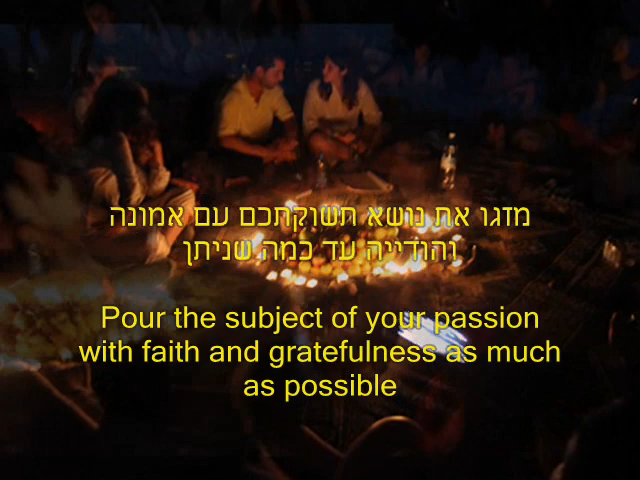 מזגו את נושא תשוקתכם עם אמונה
והודייה עד כמה שניתן
Pour the subject of your passion
with faith and gratefulness as much
as possible